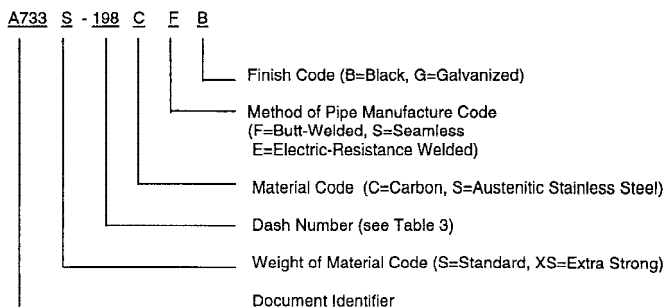 A733 S - 198 C F B
Finish Code (B=Black, G=Galvanized)
Method of Pipe Manufacture Code
(F=Butt-Welded, S=Seamless
E=Electric-Resistance Welded)
Material Code (C=Carbon, S=Austenitic Stainless Steel)
Dash Number (see Table 3)
Weight of Material Code (S=Standard, XS=Extra Strong)
Document Identifier